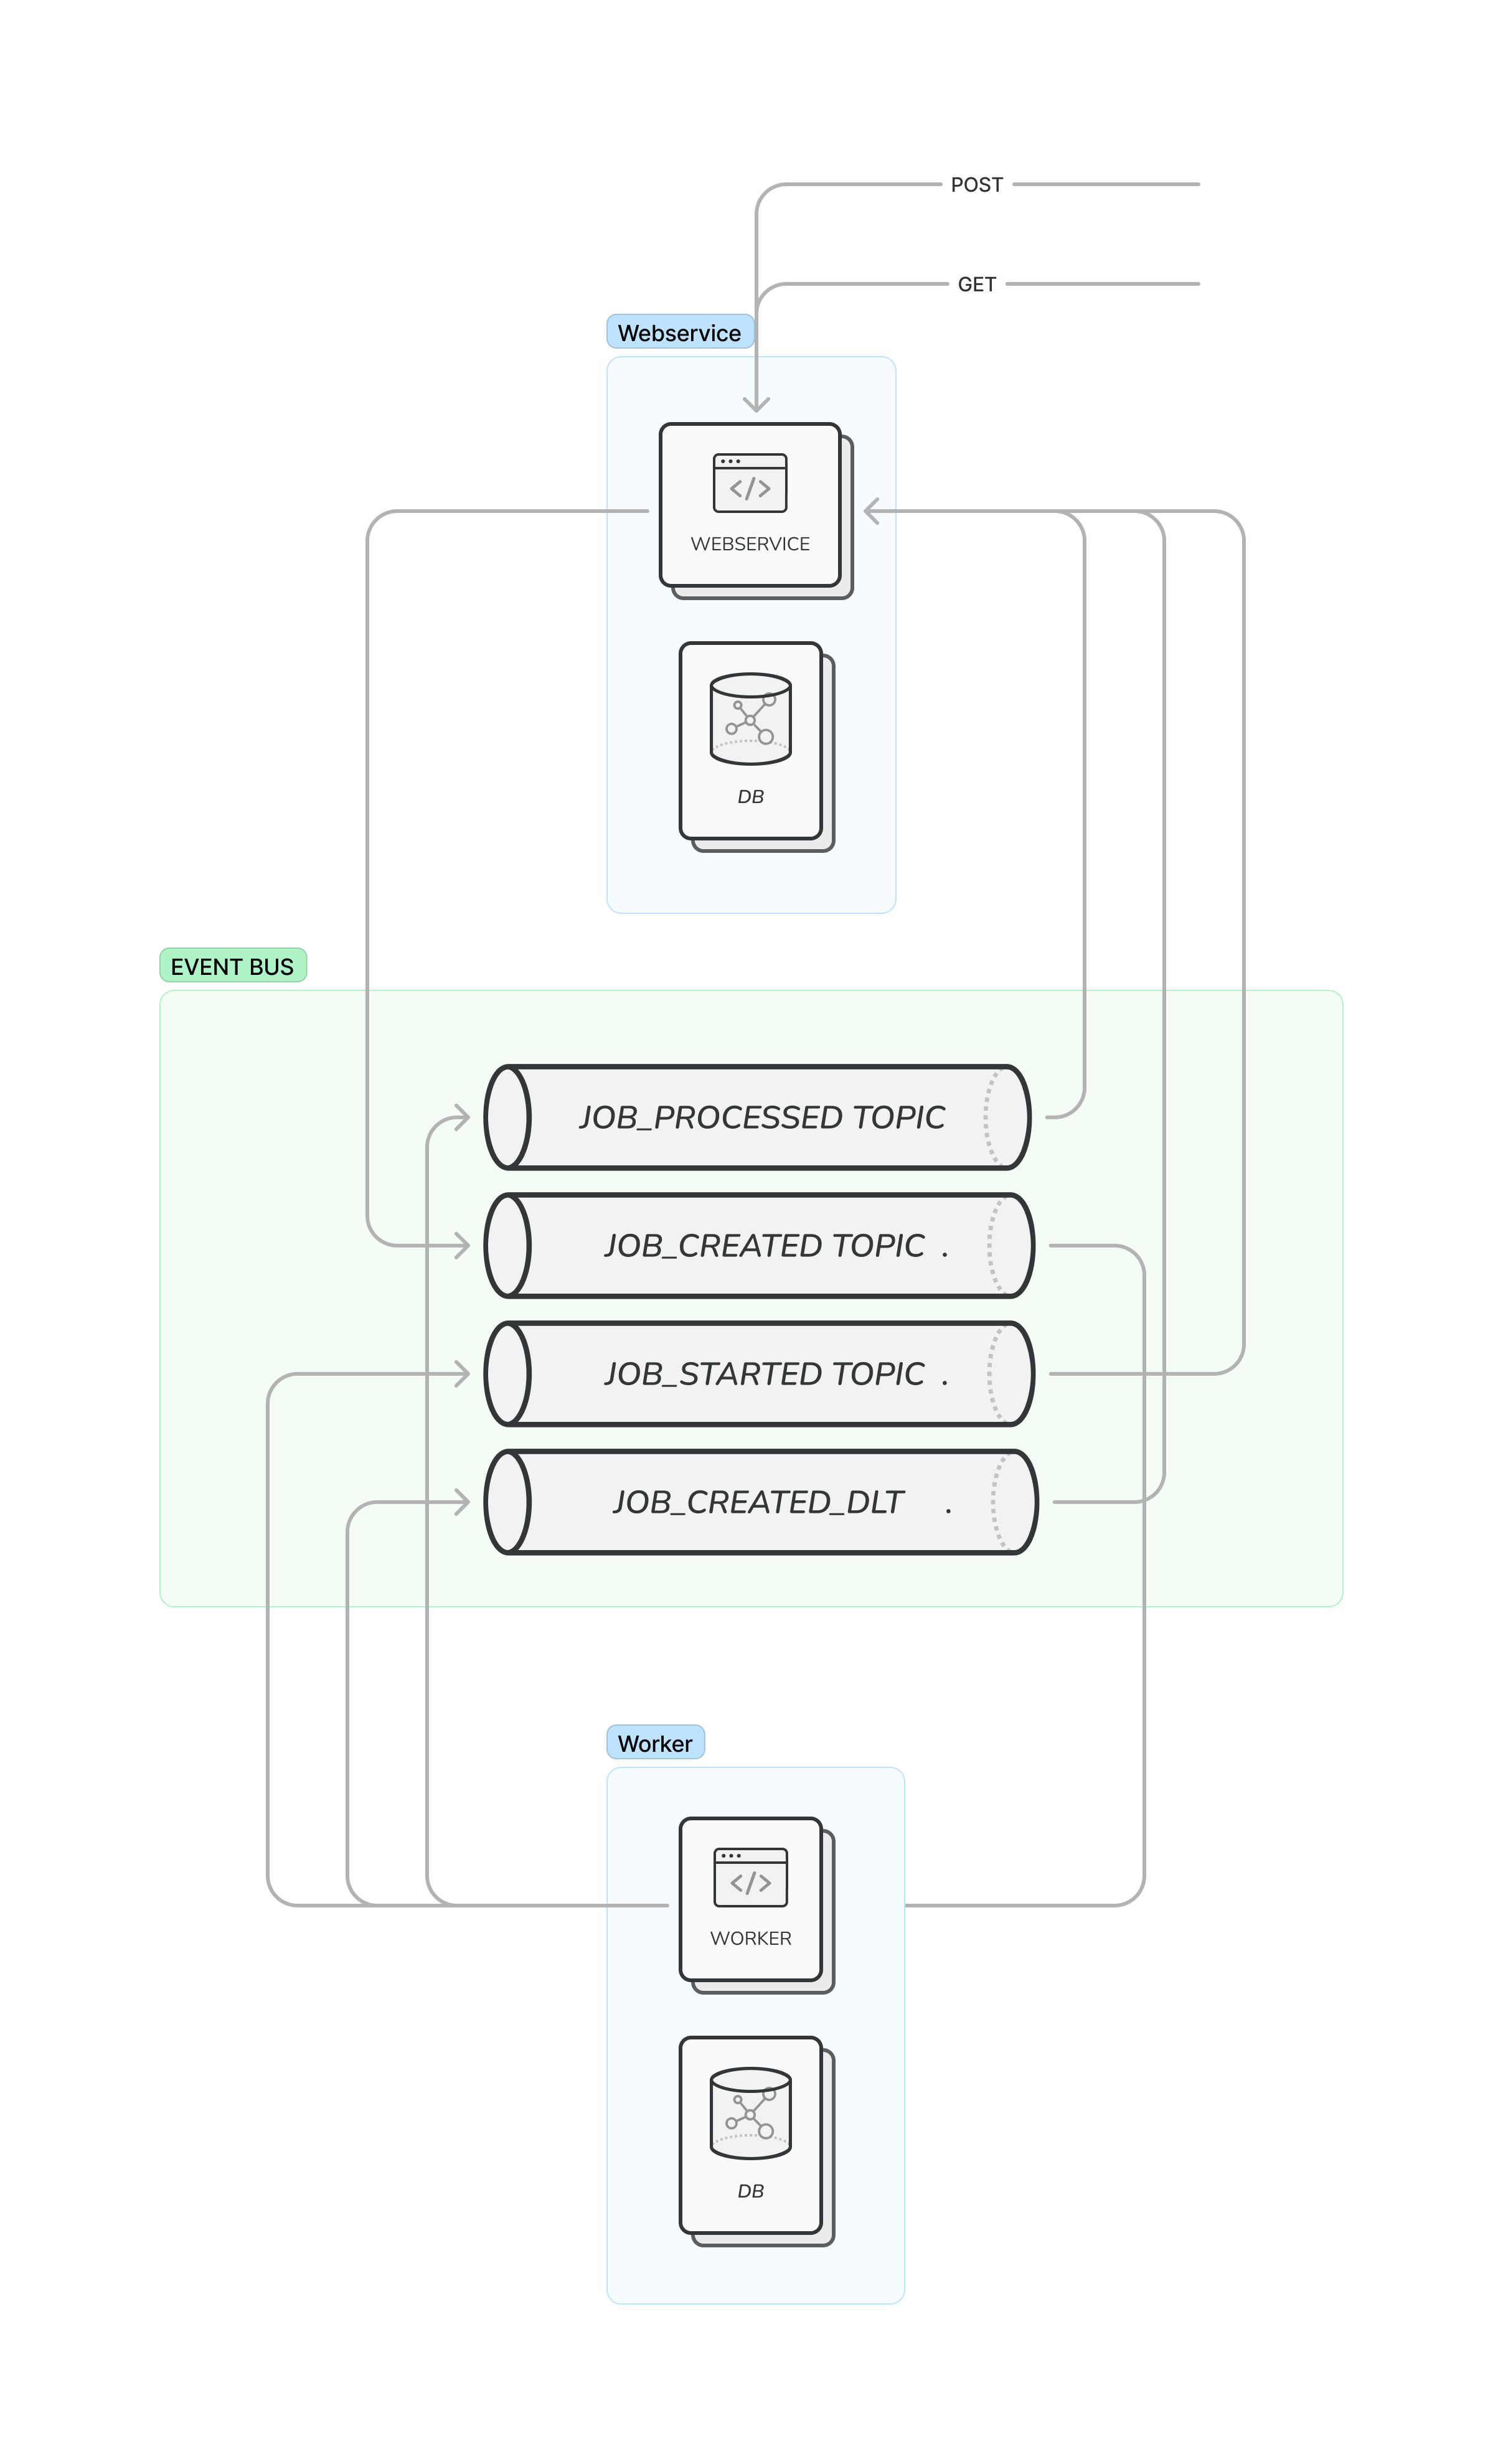 POST
GET
Webservice
WEBSERVICE
DB
EVENT BUS
JOB_PROCESSED TOPIC
JOB_CREATED TOPIC .
JOB_STARTED TOPIC .
JOB_CREATED_DLT .
Worker
WORKER
DB